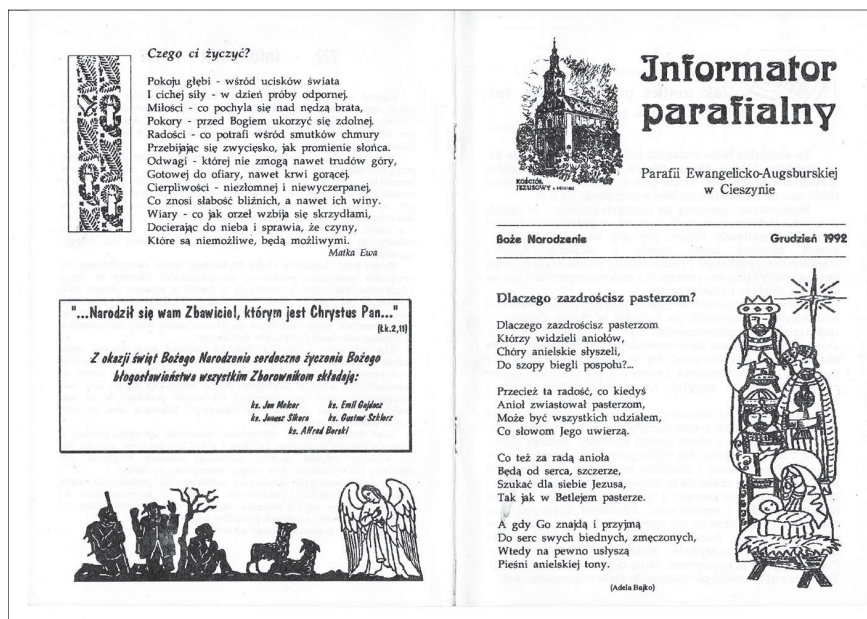 Czego ci życzyć?
Pokoju głębi - wśród ucisków świata
I cichej siły - w dzień próby odpornej.
Miłości - co pochyla się nad nędzą brata,
Pokory - przed Bogiem ukorzyć się zdolnej.
Radości - co potrafi wśród smutków chmury
Przebijając się zwycięsko, jak promienie słońca.
Odwagi - której nie zmogą nawet trudów góry,
Gotowej do ofiary, nawet krwi gorącej.
Cierpliwości - niezłomnej i niewyczerpanej,
Co znosi słabość bliźnich, a nawet ich winy.
Wiary - co jak orzeł wzbija się skrzydłami,
Docierając do nieba i sprawia, że czyny,
Które są niemożliwe, będą możliwymi.
Matka Ewa
"...Narodził się wam Zbawiciel, którym jest Chrystus Pan..."
(Łk.2,11)
Z okazji świąt Bożego Narodzenia serdeczne życzenia Bożego
błogosławieństwa wszystkim Zborownikom składają:
ks. Jan Melcer ks. Emil Gajdacz
ks. Janusz Sikora ks. Gustaw Szklorz
ks. Alfred Borski
Informator
parafialny
KOŚCIÓŁ
JEZUSOWY
Parafii Ewangelicko-Augsburskiej
w Cieszynie
Boże Narodzenie Grudzień 1992
Dlaczego zazdrościsz pasterzom?
Dlaczego zazdrościsz pasterzom
Którzy widzieli aniołów,
Chóry anielskie słyszeli,
Do szopy biegli pospołu?...
Przecież ta radość, co kiedyś
Anioł zwiastował pasterzom,
Może być wszystkich udziałem,
Co słowom Jego uwierzą.
Co też za radą anioła
Będą od serca, szczerze,
Szukać dla siebie Jezusa,
Tak jak w Betlejem pasterze.
A gdy Go znajdą i przyjmą
Do serc swych biednych, zmęczonych,
Wtedy na pewno usłyszą
Pieśni anielskiej tony.
(Adela Bajko)